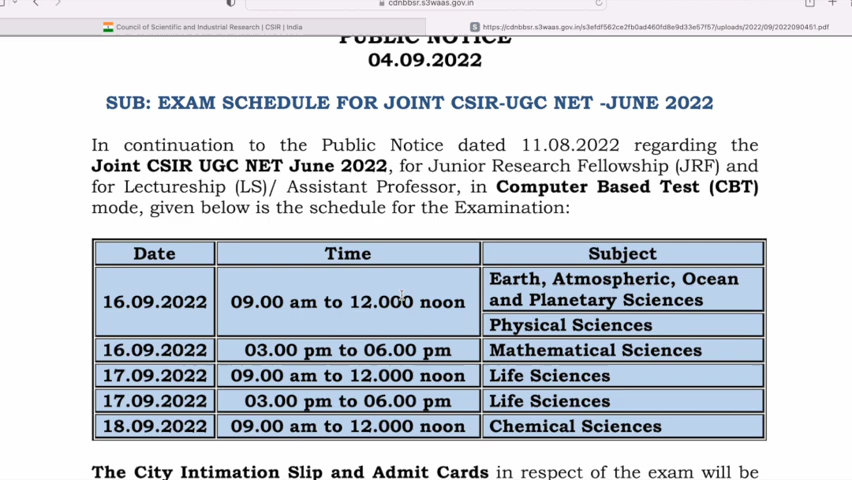 cdnbbsr.s3waas.gov.in
Council of Scientific and Industrial Research | CSIR | India
https://cdnbbsr.s3waas.gov.in/s3efdf562ce2fb0ad460fd8e9d33e57f57/uploads/2022/09/2022090451.pdf
PUBLIC NOTICE
04.09.2022
SUB: EXAM SCHEDULE FOR JOINT CSIR-UGC NET -JUNE 2022
In continuation to the Public Notice dated 11.08.2022 regarding the
Joint CSIR UGC NET June 2022, for Junior Research Fellowship (JRF) and
for Lectureship (LS)/ Assistant Professor, in Computer Based Test (CBT)
mode, given below is the schedule for the Examination:
Date Time Subject
16.09.2022 09.00 am to 12.000 noon Earth, Atmospheric, Ocean
and Planetary Sciences
Physical Sciences
16.09.2022 03.00 pm to 06.00 pm Mathematical Sciences
17.09.2022 09.00 am to 12.000 noon Life Sciences
17.09.2022 03.00 pm to 06.00 pm Life Sciences
18.09.2022 09.00 am to 12.000 noon Chemical Sciences
The City Intimation Slip and Admit Cards in respect of the exam will be